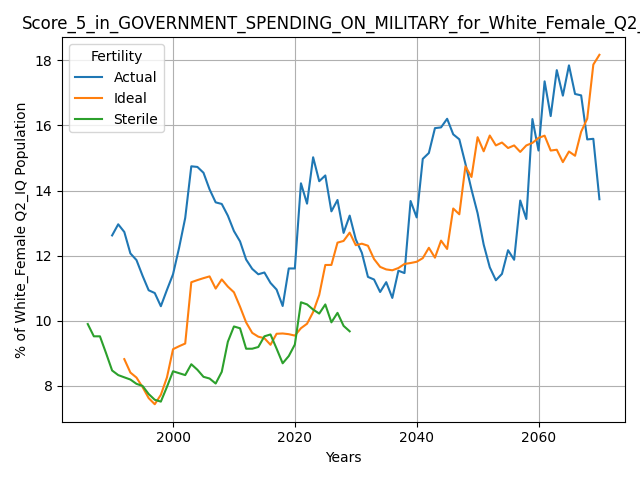 Score_5_in_GOVERNMENT_SPENDING_ON_MILITARY_for_White_Female_Q2_
Fertility
Actual
Ideal
Sterile
% of White_Female Q2_IQ Population
18
16
14
12
10
8
2000 2020 2040 2060
Years